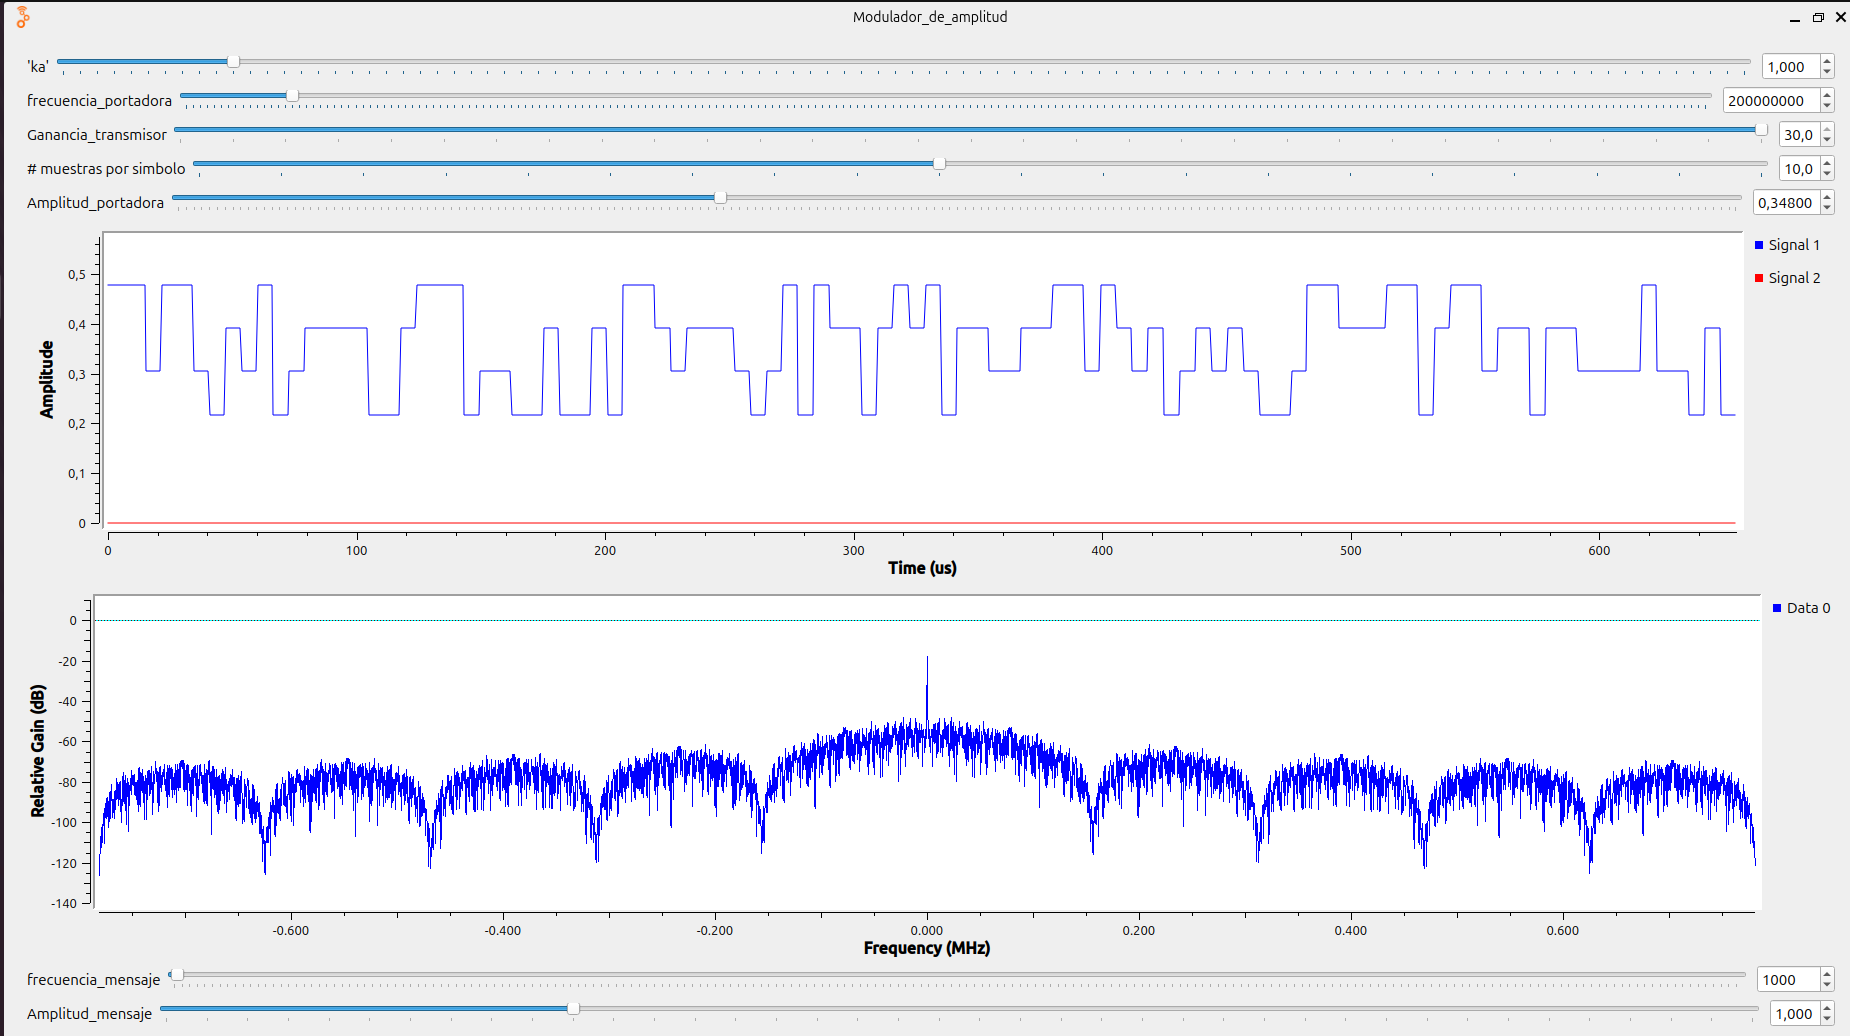 Modulador_de_amplitud
'ka' 1,000
frecuencia_portadora 200000000
Ganancia_transmisor 30,0
# muestras por simbolo 10,0
Amplitud_portadora 0,34800
Signal 1
Signal 2
Amplitude
0,5
0,4
0,3
0,2
0,1
0
0 100 200 300 400 500 600
Time (us)
Data 0
Relative Gain (dB)
0
-20
-40
-60
-80
-100
-120
-140
-0.600 -0.400 -0.200 0.000 0.200 0.400 0.600
Frequency (MHz)
frecuencia_mensaje 1000
Amplitud_mensaje 1,000